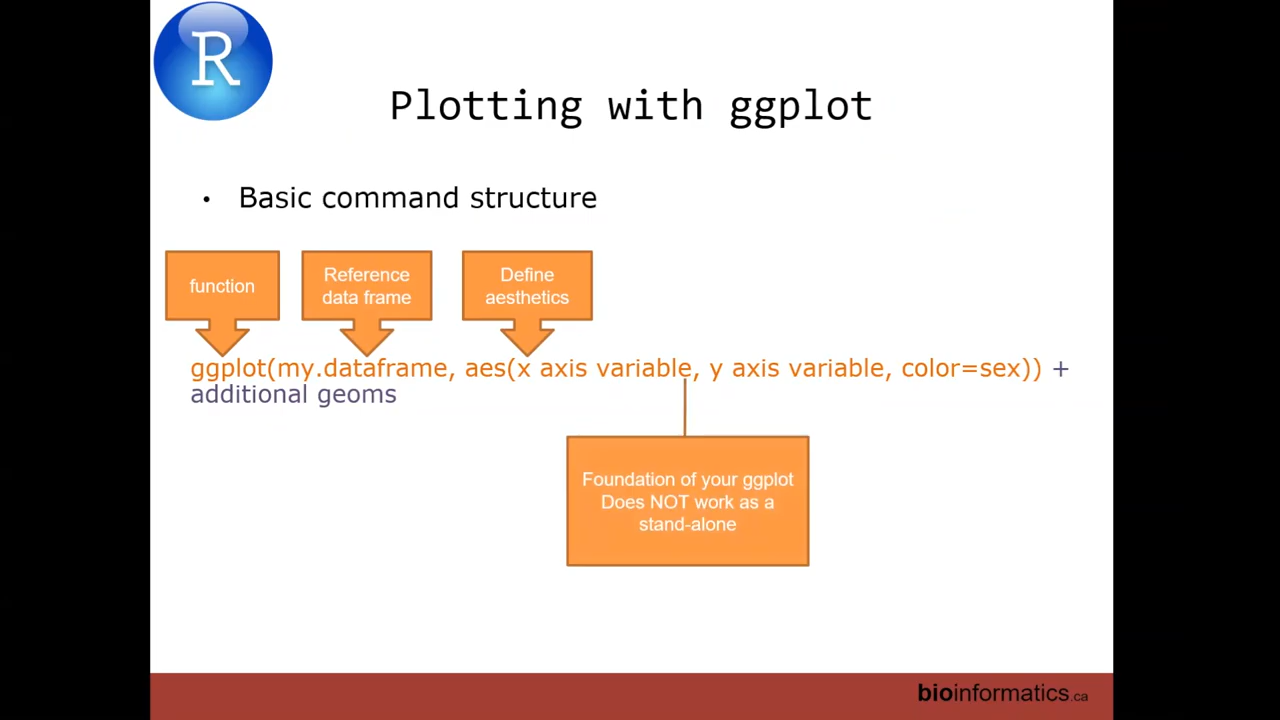 R
Plotting with ggplot
• Basic command structure
function
Reference
data frame
Define
aesthetics
ggplot(my.dataframe, aes(x axis variable, y axis variable, color=sex)) +
additional geoms
Foundation of your ggplot
Does NOT work as a
stand-alone
bioinformatics.ca